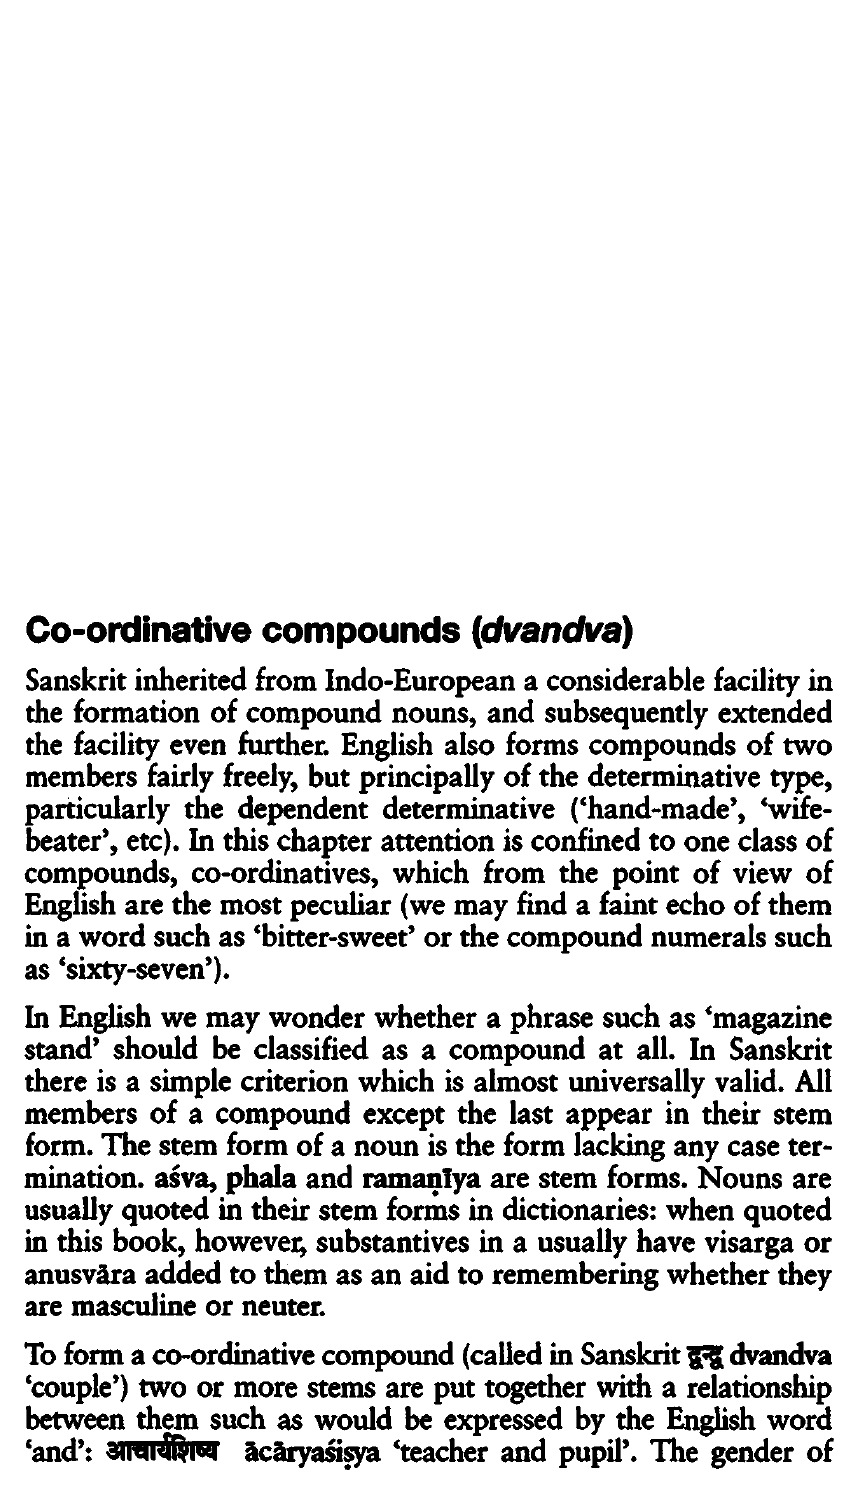 Co-ordinative compounds (dvandva)
Sanskrit inherited from Indo-European a considerable facility in
the formation of compound nouns, and subsequently extended
the facility even further. English also forms compounds of two
members fairly freely, but principally of the determinative type,
particularly the dependent determinative (‘hand-made’, ‘wife-
beater’, etc). In this chapter attention is confined to one class of
compounds, co-ordinatives, which from the point of view of
English are the most peculiar (we may find a faint echo of them
in a word such as ‘bitter-sweet’ or the compound numerals such
as ‘sixty-seven’).
In English we may wonder whether a phrase such as ‘magazine
stand’ should be classified as a compound at all. In Sanskrit
there is a simple criterion which is almost universally valid. All
members of a compound except the last appear in their stem
form. The stem form of a noun is the form lacking any case ter-
mination. aśva, phala and ramaṇīya are stem forms. Nouns are
usually quoted in their stem forms in dictionaries: when quoted
in this book, however, substantives in a usually have visarga or
anusvāra added to them as an aid to remembering whether they
are masculine or neuter.
To form a co-ordinative compound (called in Sanskrit द्वन्द्व dvandva
‘couple’) two or more stems are put together with a relationship
between them such as would be expressed by the English word
‘and’: आचार्यशिष्य ācāryaśiṣya ‘teacher and pupil’. The gender of